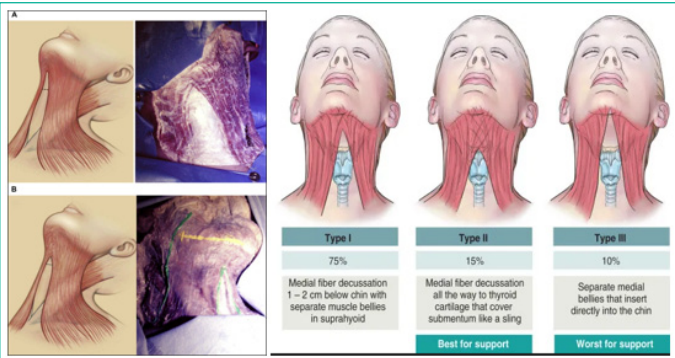 A
B
Type I
75%
Medial fiber decussation
1 – 2 cm below chin with
separate muscle bellies
in suprahyoid
Type II
15%
Medial fiber decussation
all the way to thyroid
cartilage that cover
submentum like a sling
Best for support
Type III
10%
Separate medial
bellies that insert
directly into the chin
Worst for support